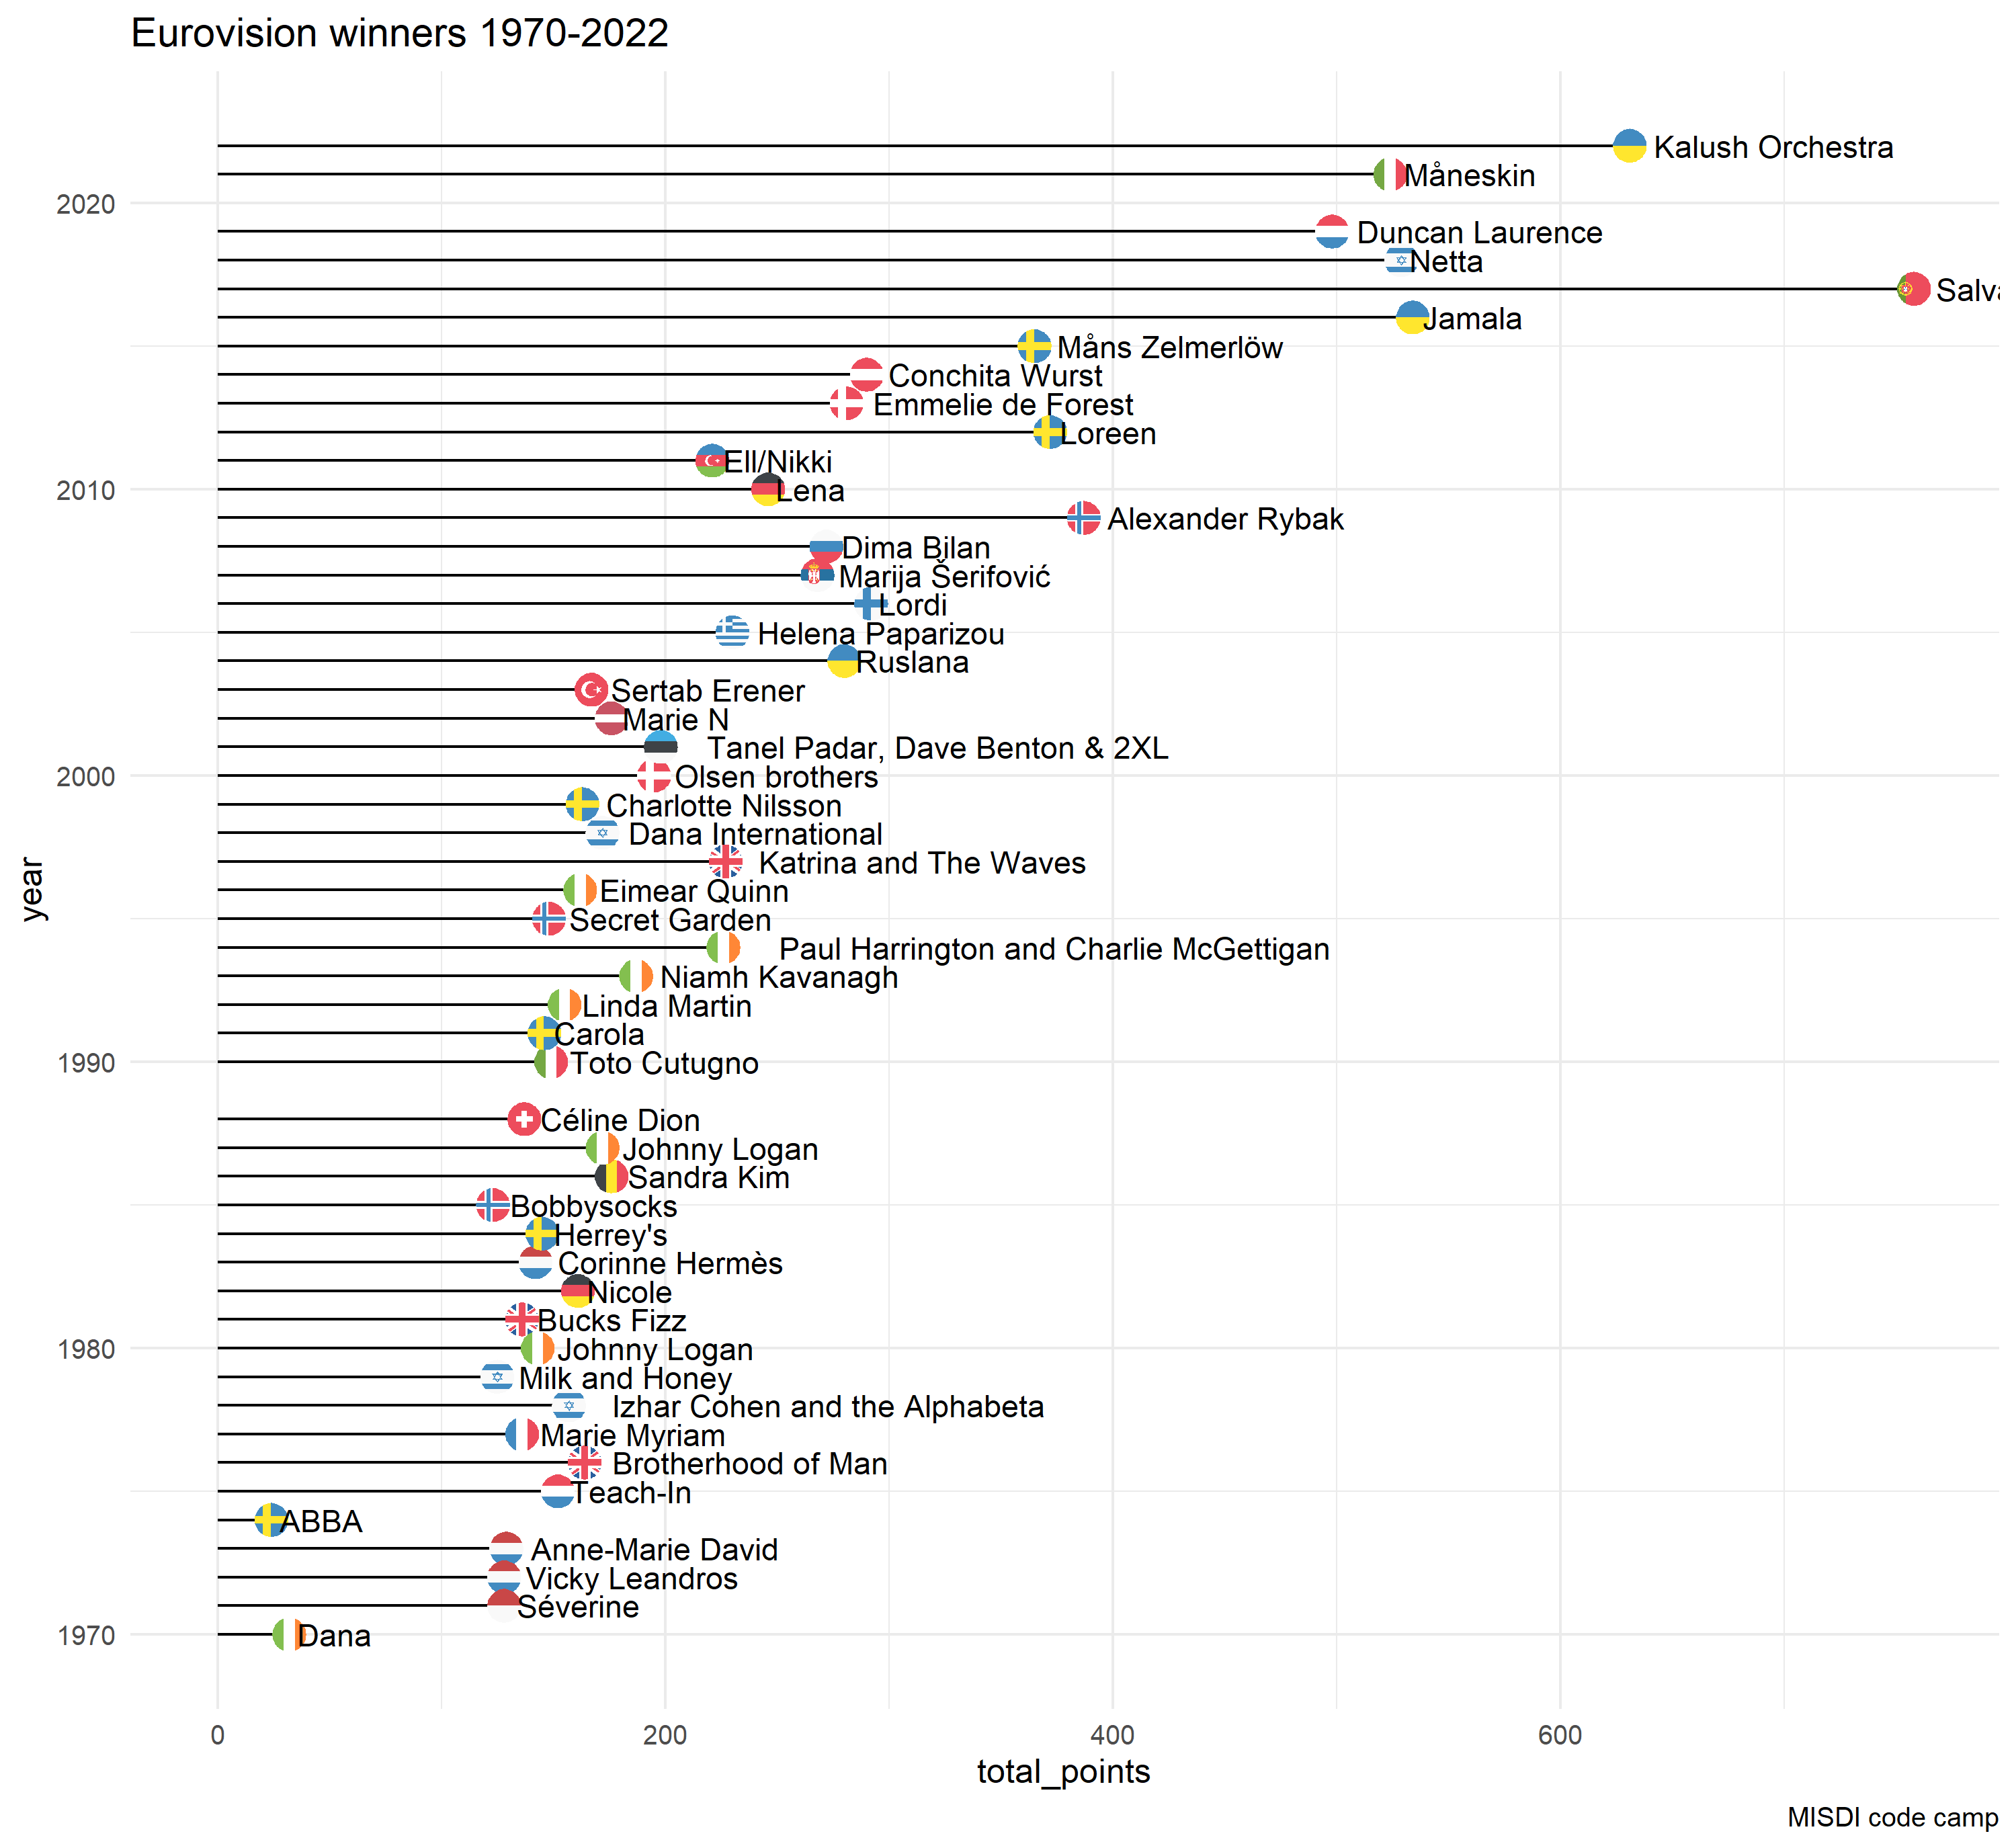 Eurovision winners 1970-2022
Kalush Orchestra
Måneskin
2020
Duncan Laurence
Netta
Salva
Jamala
Måns Zelmerlöw
Conchita Wurst
Emmelie de Forest
Loreen
Ell/Nikki
2010
Lena
Alexander Rybak
Dima Bilan
Marija Šerifović
Lordi
Helena Paparizou
Ruslana
Sertab Erener
Marie N
Tanel Padar, Dave Benton & 2XL
2000
Olsen brothers
Charlotte Nilsson
Dana International
Katrina and The Waves
year
Eimear Quinn
Secret Garden
Paul Harrington and Charlie McGettigan
Niamh Kavanagh
Linda Martin
Carola
1990
Toto Cutugno
Céline Dion
Johnny Logan
Sandra Kim
Bobbysocks
Herrey's
Corinne Hermès
Nicole
Bucks Fizz
1980
Johnny Logan
Milk and Honey
Izhar Cohen and the Alphabeta
Marie Myriam
Brotherhood of Man
Teach-In
ABBA
Anne-Marie David
Vicky Leandros
Séverine
1970
Dana
0 200 400 600
total_points
MISDI code camp